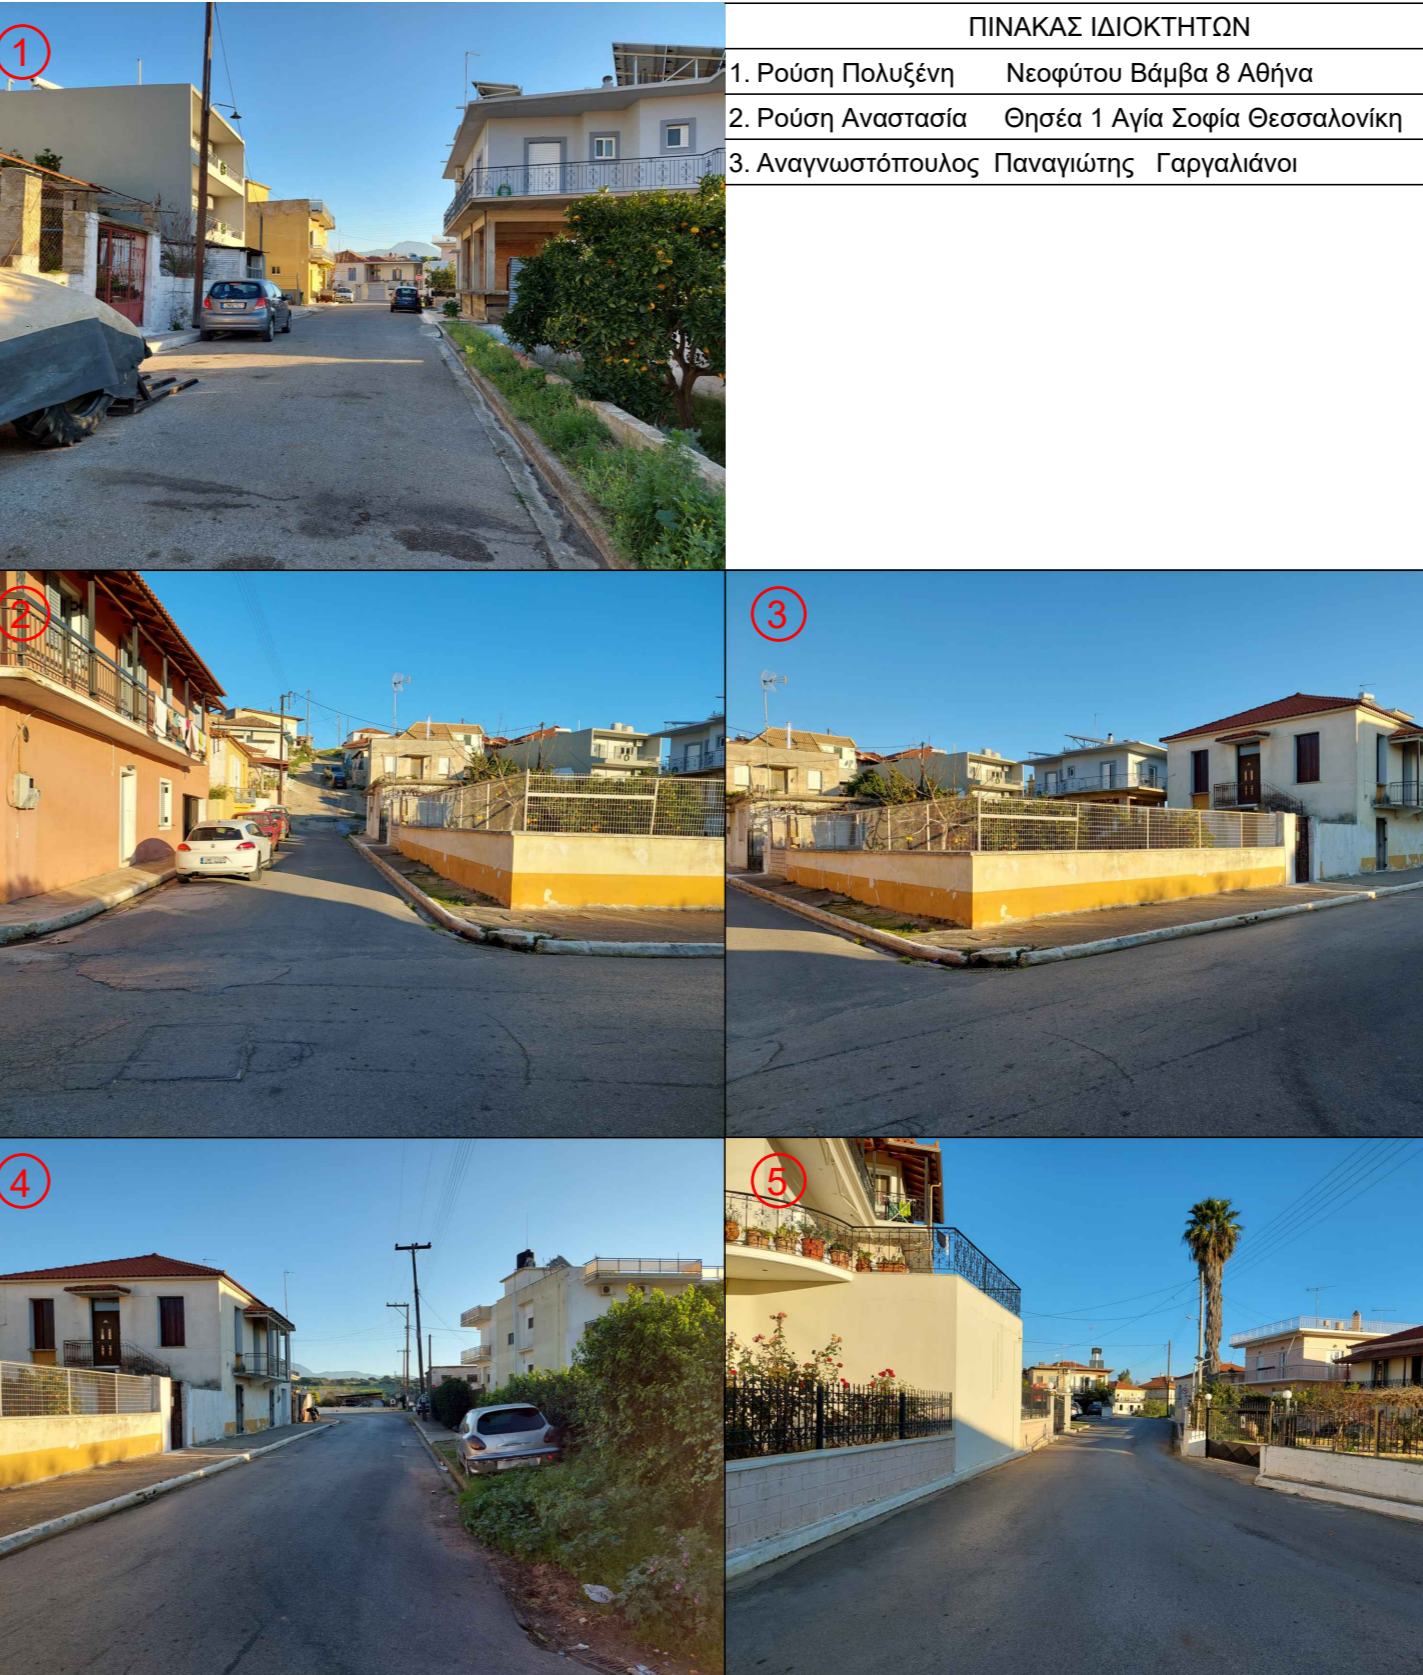 1
ΠΙΝΑΚΑΣ ΙΔΙΟΚΤΗΤΩΝ
1. Ρούση Πολυξένη Νεοφύτου Βάμβα 8 Αθήνα
2. Ρούση Αναστασία Θησέα 1 Αγία Σοφία Θεσσαλονίκη
3. Αναγνωστόπουλος Παναγιώτης Γαργαλιάνοι
2
3
4
5